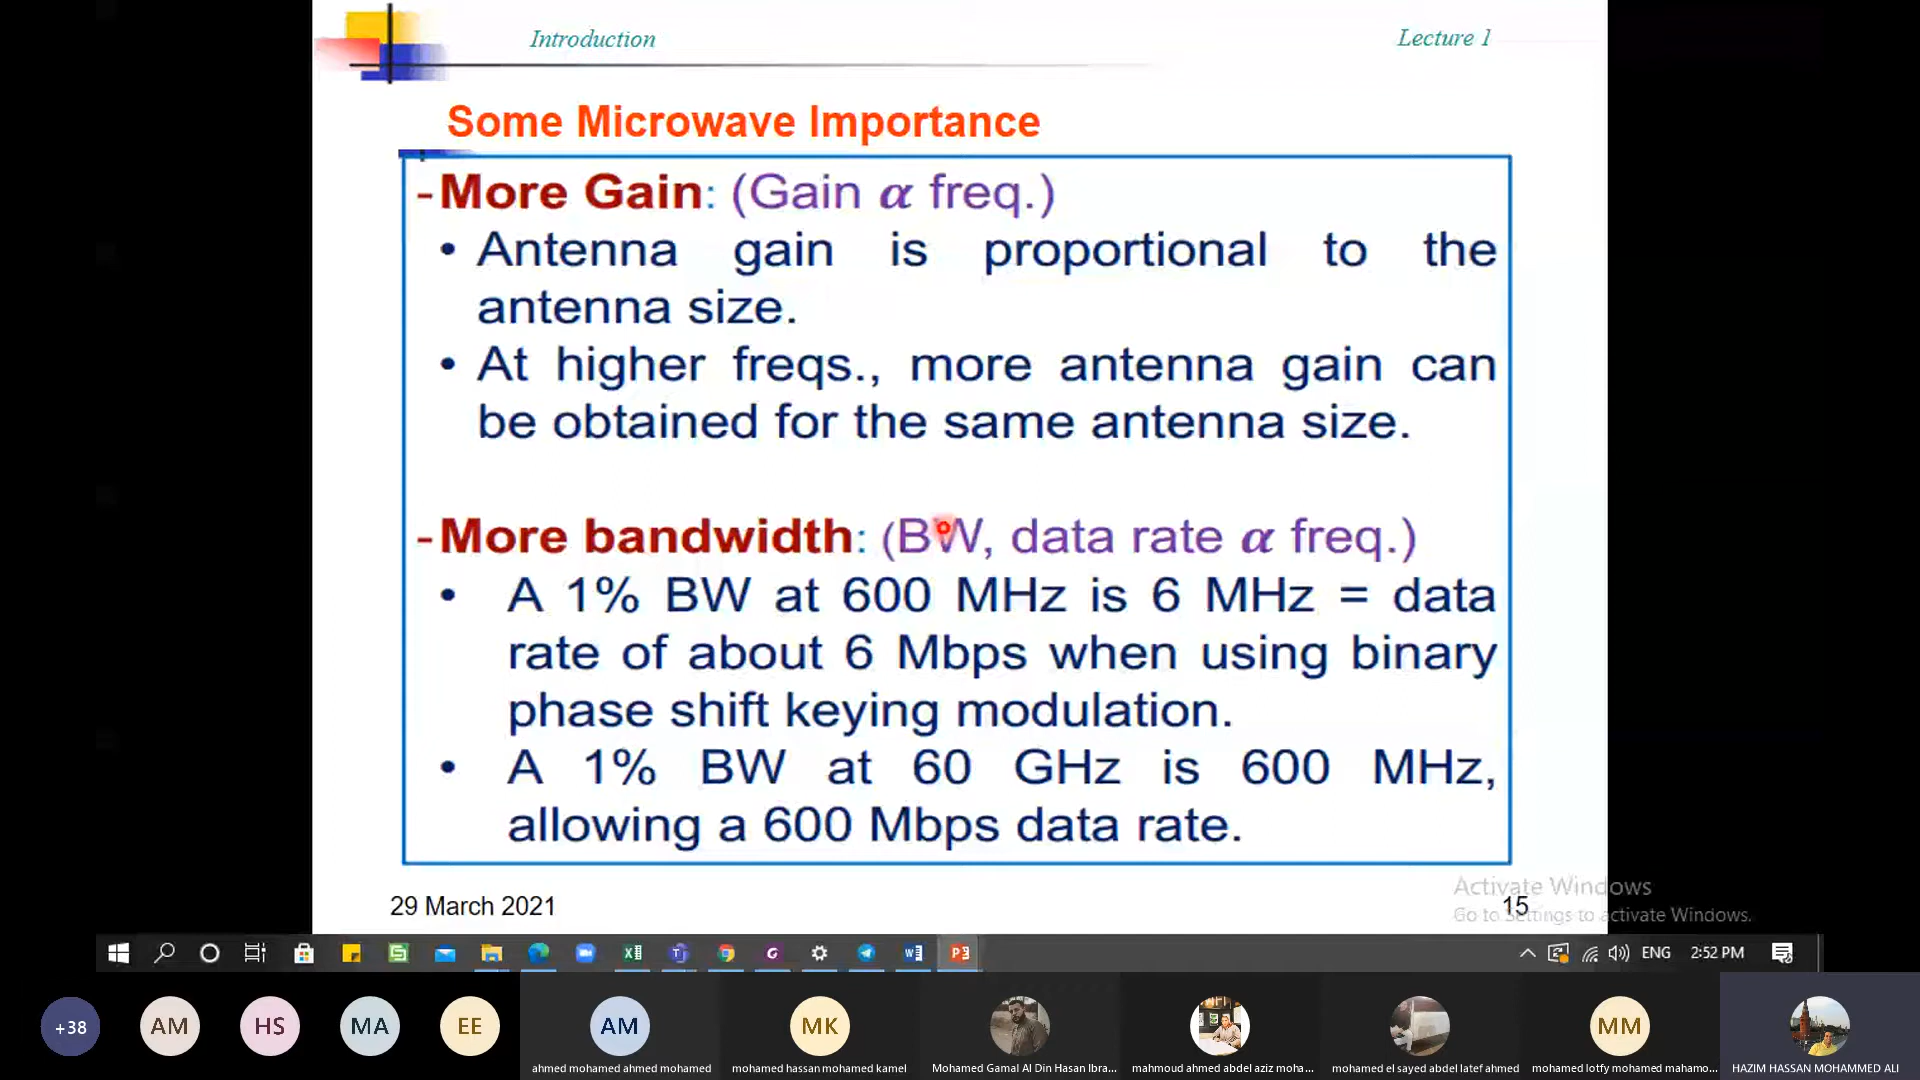 Introduction
Lecture 1
Some Microwave Importance
-More Gain: (Gain α freq.)
• Antenna gain is proportional to the
antenna size.
• At higher freqs., more antenna gain can
be obtained for the same antenna size.
-More bandwidth: (BW, data rate α freq.)
• A 1% BW at 600 MHz is 6 MHz = data
rate of about 6 Mbps when using binary
phase shift keying modulation.
• A 1% BW at 60 GHz is 600 MHz,
allowing a 600 Mbps data rate.
29 March 2021
15
Activate Windows
Go to Settings to activate Windows.
ENG
2:52 PM
+38
AM
HS
MA
EE
AM
MK
MM
ahmed mohamed ahmed mohamed
mohamed hassan mohamed kamel
Mohamed Gamal Al Din Hasan Ibra...
mahmoud ahmed abdel aziz moha...
mohamed el sayed abdel latef ahmed
mohamed lotfy mohamed mahamo...
HAZIM HASSAN MOHAMMED ALI